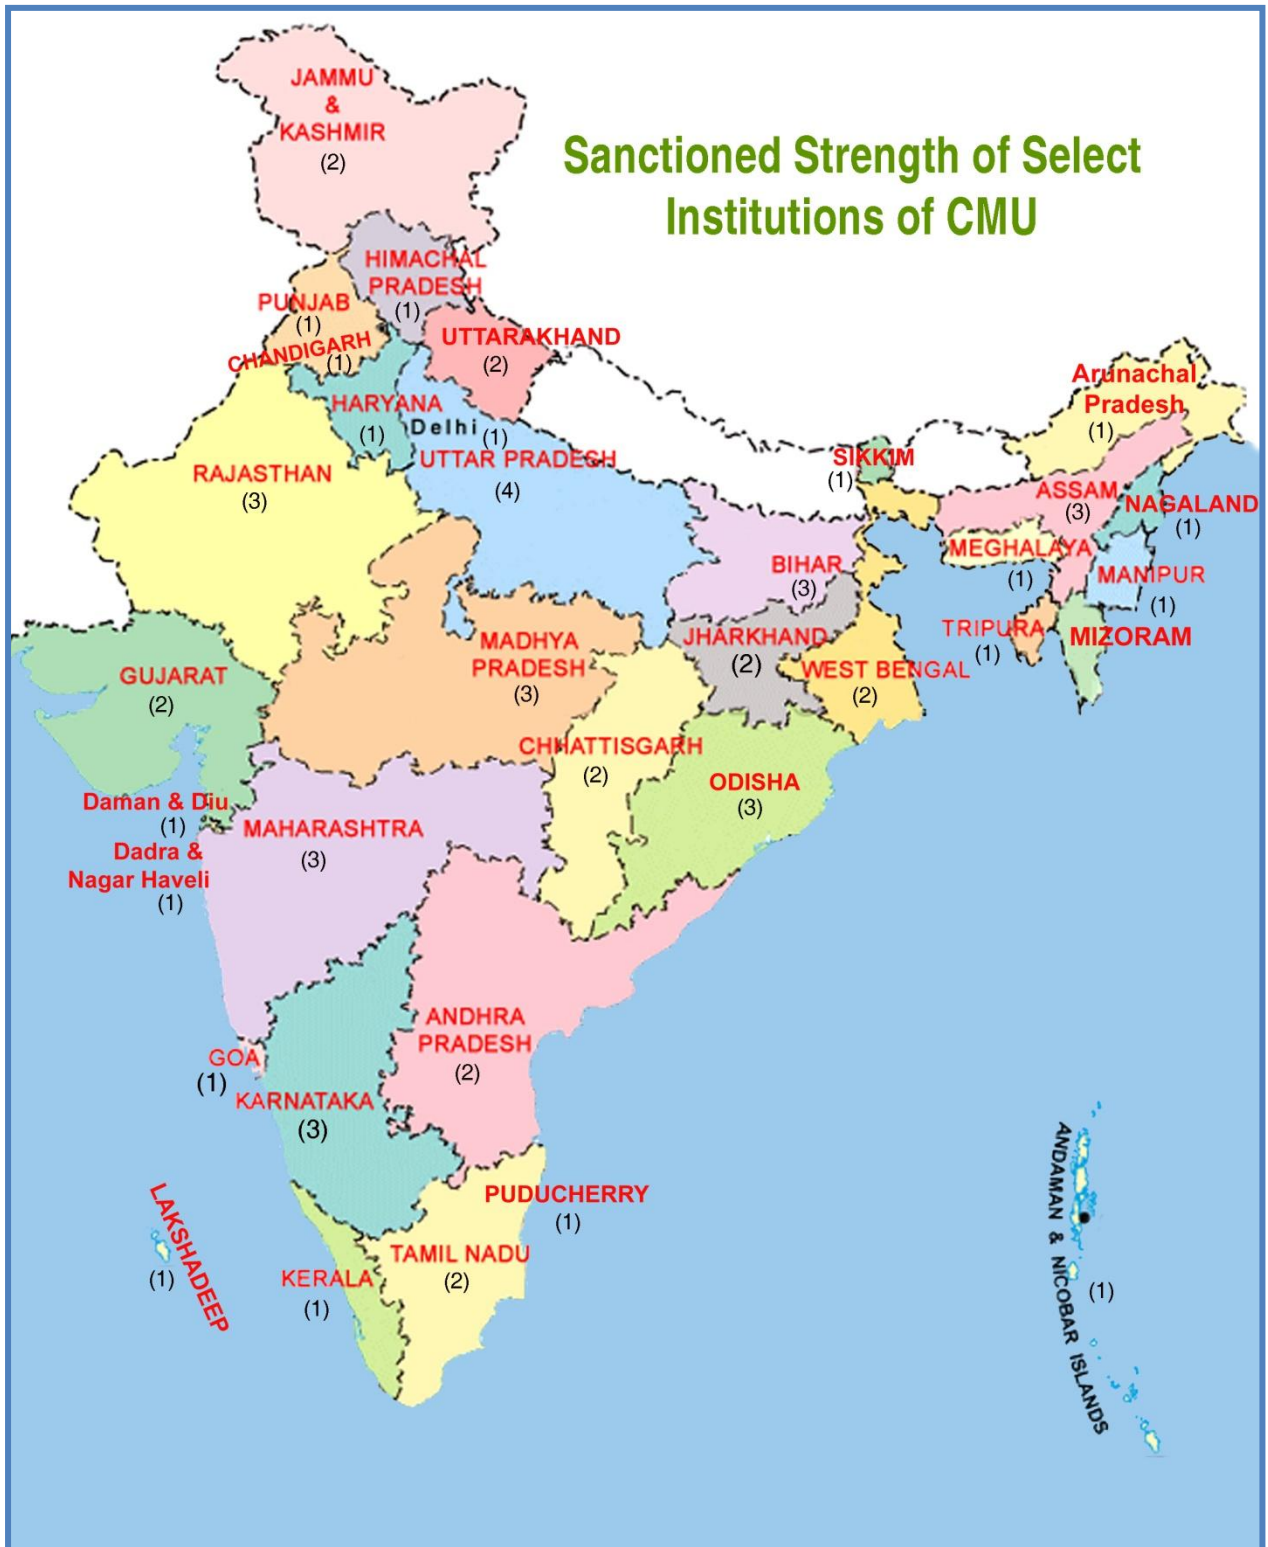 JAMMU
&
KASHMIR
(2)
Sanctioned Strength of Select
Institutions of CMU
HIMACHAL
PRADESH
(1)
PUNJAB
(1)
CHANDIGARH
(1)
UTTARAKHAND
(2)
HARYANA
(1)
Delhi (1)
UTTAR PRADESH
(4)
Arunachal
Pradesh
(1)
SIKKIM
(1)
RAJASTHAN
(3)
ASSAM
(3)
NAGALAND
(1)
MEGHALAYA
(1)
MANIPUR
(1)
BIHAR
(3)
TRIPURA
(1)
MIZORAM
JHARKHAND
(2)
WEST BENGAL
(2)
MADHYA
PRADESH
(3)
GUJARAT
(2)
CHHATTISGARH
(2)
ODISHA
(3)
Daman & Diu
(1)
Dadra &
Nagar Haveli
(1)
MAHARASHTRA
(3)
ANDHRA
PRADESH
(2)
GOA
(1)
KARNATAKA
(3)
PUDUCHERRY
(1)
LAKSHADEEP
(1)
TAMIL NADU
(2)
KERALA
(1)
ANDAMAN & NICOBAR ISLANDS
(1)